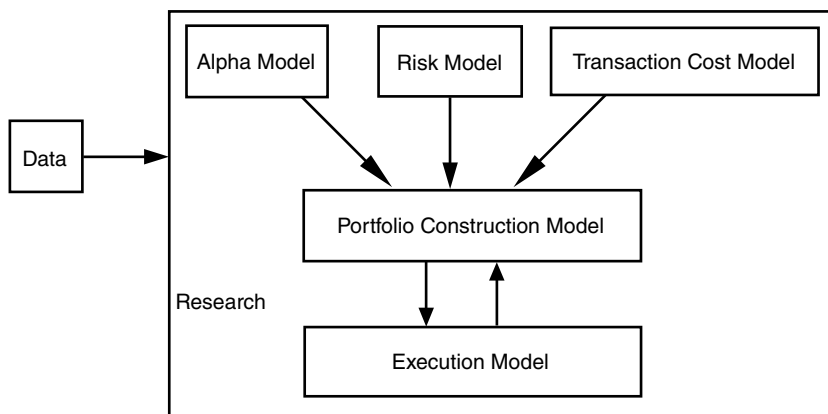 Alpha Model
Risk Model
Transaction Cost Model
Data
Portfolio Construction Model
Research
Execution Model